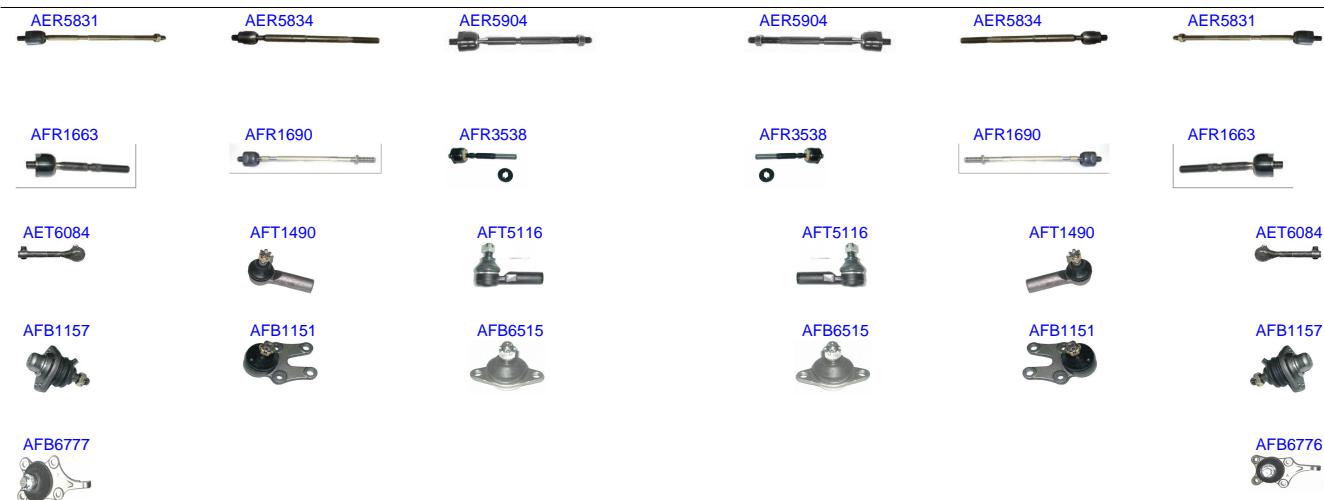 AER5831 AER5834 AER5904 AER5904 AER5834 AER5831
AFR1663 AFR1690 AFR3538 AFR3538 AFR1690 AFR1663
AET6084 AFT1490 AFT5116 AFT5116 AFT1490 AET6084
AFB1157 AFB1151 AFB6515 AFB6515 AFB1151 AFB1157
AFB6777 AFB6776